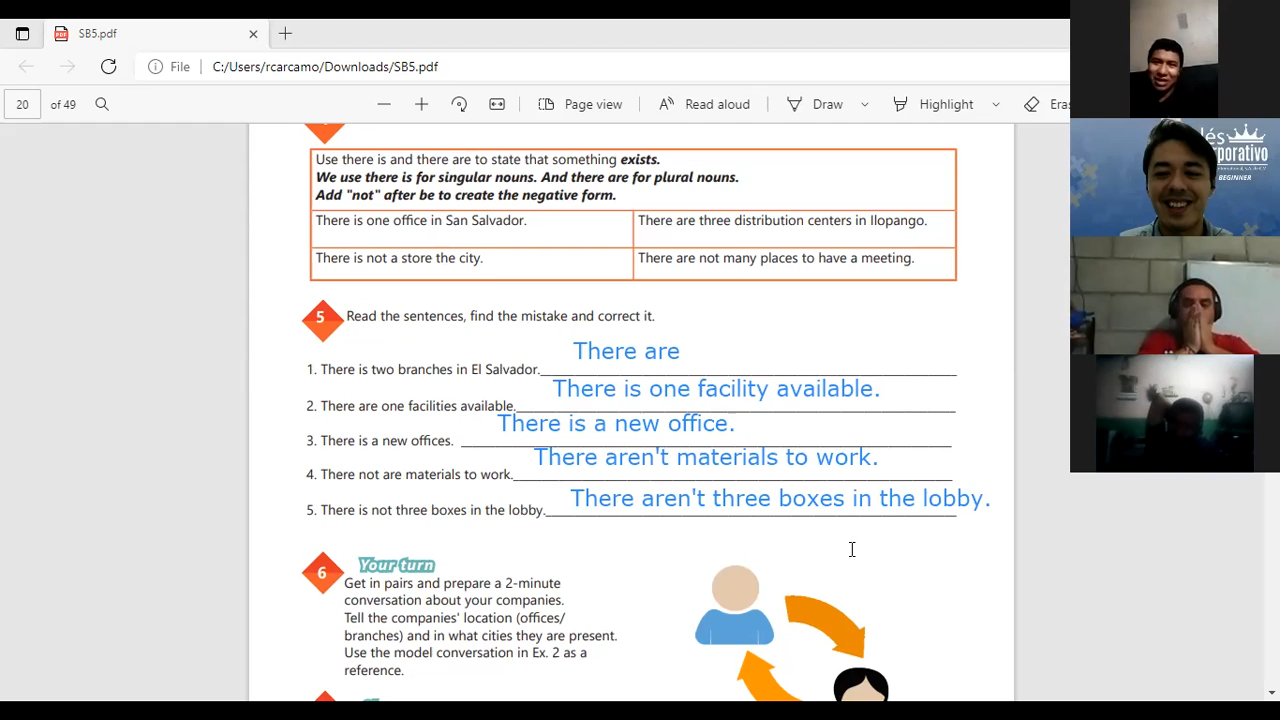 SB5.pdf
File C:/Users/rcarcamo/Downloads/SB5.pdf
20 of 49 Page view Read aloud Draw Highlight
Use there is and there are to state that something exists.
We use there is for singular nouns. And there are for plural nouns.
Add "not" after be to create the negative form.
There is one office in San Salvador. There are three distribution centers in Ilopango.
There is not a store the city. There are not many places to have a meeting.
5 Read the sentences, find the mistake and correct it.
There are
1. There is two branches in El Salvador.
There is one facility available.
2. There are one facilities available.
There is a new office.
3. There is a new offices.
There aren't materials to work.
4. There not are materials to work.
There aren't three boxes in the lobby.
5. There is not three boxes in the lobby.
6 Your turn
Get in pairs and prepare a 2-minute
conversation about your companies.
Tell the companies' location (offices/
branches) and in what cities they are present.
Use the model conversation in Ex. 2 as a
reference.
BEGINNER